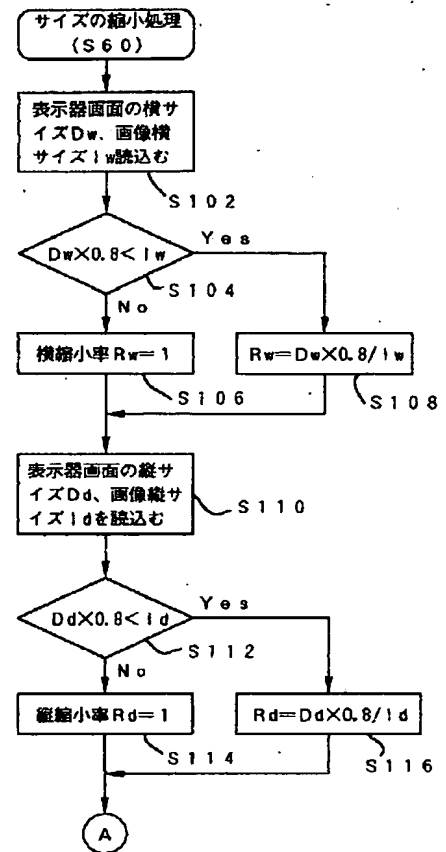 サイズの縮小処理
(S60)
表示器画面の横サ
イズDw、画像横
サイズIw読込む
S102
Dw×0.8<Iw
Yes
S104
No
横縮小率Rw=1
Rw=Dw×0.8/Iw
S106
S108
表示器画面の縦サ
イズDd、画像縦サ
イズIdを読込む
S110
Dd×0.8<Id
Yes
S112
No
縦縮小率Rd=1
Rd=Dd×0.8/Id
S114
S116
A